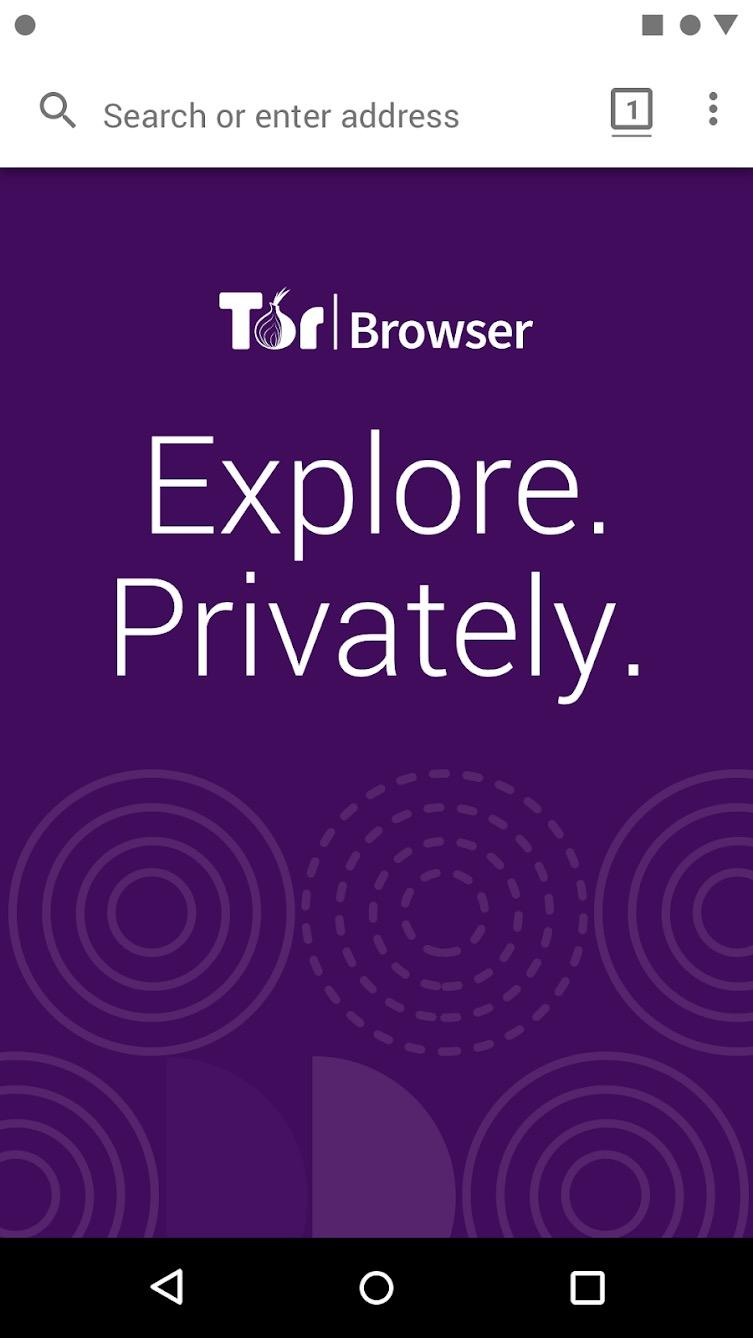 Search or enter address
1
Tor Browser
Explore.
Privately.